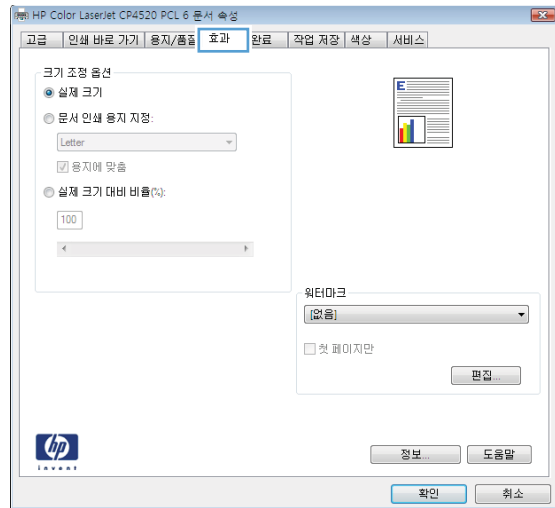 HP Color LaserJet CP4520 PCL 6 문서 속성
고급 인쇄 바로 가기 용지/품질 효과 완료 작업 저장 색상 서비스
크기 조정 옵션
실제 크기
문서 인쇄 용지 지정:
Letter
용지에 맞춤
실제 크기 대비 비율(%):
100
E
워터마크
[없음]
첫 페이지만
편집...
hp
invent
정보... 도움말
확인 취소